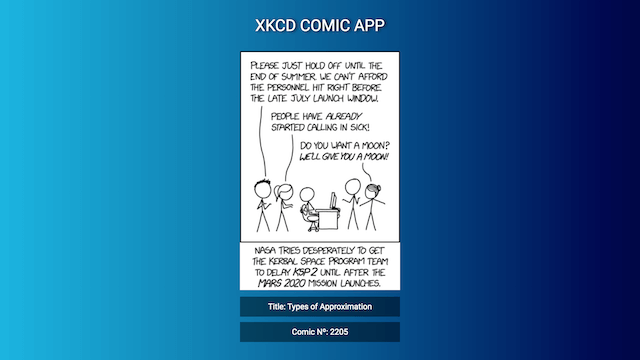 XKCD COMIC APP
PLEASE JUST HOLD OFF UNTIL THE
END OF SUMMER. WE CAN'T AFFORD
THE PERSONNEL HIT RIGHT BEFORE
THE LATE JULY LAUNCH WINDOW.
PEOPLE HAVE ALREADY
STARTED CALLING IN SICK!
DO YOU WANT A MOON?
WE'LL GIVE YOU A MOON!
NASA TRIES DESPERATELY TO GET
THE KERBAL SPACE PROGRAM TEAM
TO DELAY KSP2 UNTIL AFTER THE
MARS 2020 MISSION LAUNCHES.
Title: Types of Approximation
Comic Nº: 2205